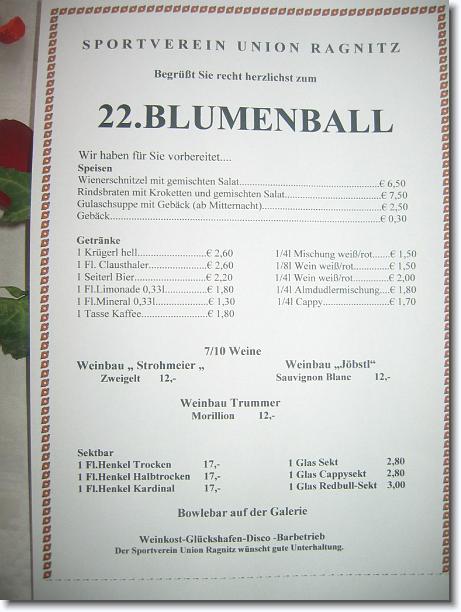 SPORTVEREIN UNION RAGNITZ
Begrüßt Sie recht herzlichst zum
22.BLUMENBALL
Wir haben für Sie vorbereitet....
Speisen
Wienerschnitzel mit gemischten Salat...€ 6,50
Rindsbraten mit Kroketten und gemischten Salat...€ 7,50
Gulaschsuppe mit Gebäck (ab Mitternacht)...€ 2,50
Gebäck...€ 0,30
Getränke
1 Krügerl hell...€ 2,60
1 Fl. Clausthaler...€ 2,60
1 Seiterl Bier...€ 2,20
1 Fl.Limonade 0,33l...€ 1,80
1 Fl.Mineral 0,33l...€ 1,30
1 Tasse Kaffee...€ 1,80
1/4l Mischung weiß/rot...€ 1,50
1/8l Wein weiß/rot...€ 1,50
1/4l Wein weiß/rot...€ 2,00
1/4l Almdudlermischung...€ 1,80
1/4l Cappy...€ 1,70
7/10 Weine
Weinbau „ Strohmeier „
Zweigelt 12,-
Weinbau „Jöbstl“
Sauvignon Blanc 12,-
Weinbau Trummer
Morillion 12,-
Sektbar
1 Fl.Henkel Trocken 17,-
1 Fl.Henkel Halbtrocken 17,-
1 Fl.Henkel Kardinal 17,-
1 Glas Sekt 2,80
1 Glas Cappysekt 2,80
1 Glas Redbull-Sekt 3,00
Bowlebar auf der Galerie
Weinkost-Glückshafen-Disco -Barbetrieb
Der Sportverein Union Ragnitz wünscht gute Unterhaltung.